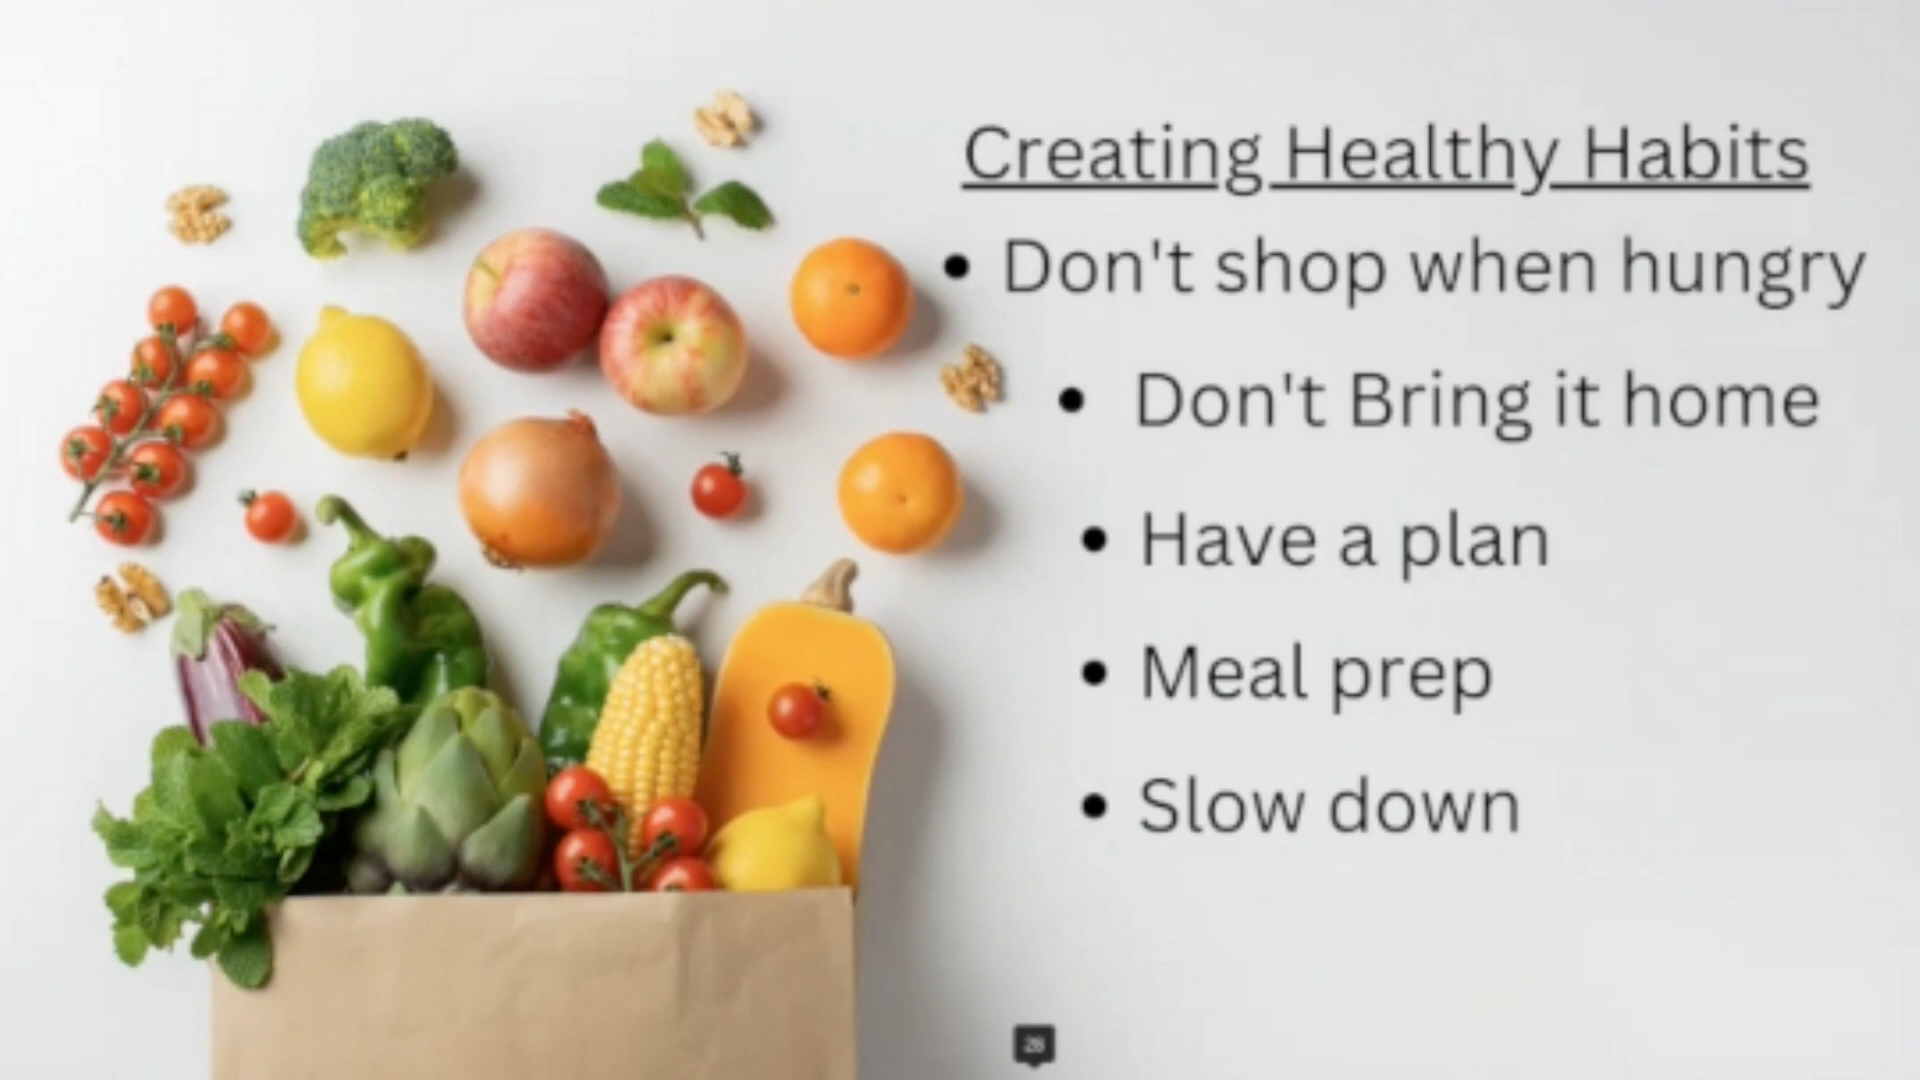 Creating Healthy Habits
• Don't shop when hungry
• Don't Bring it home
• Have a plan
• Meal prep
• Slow down